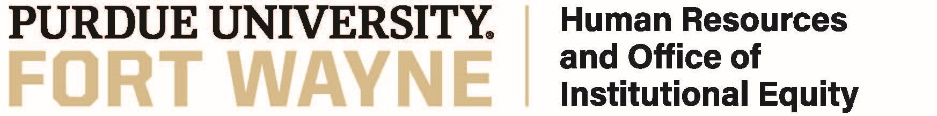 PURDUE UNIVERSITY.
FORT WAYNE
Human Resources
and Office of
Institutional Equity